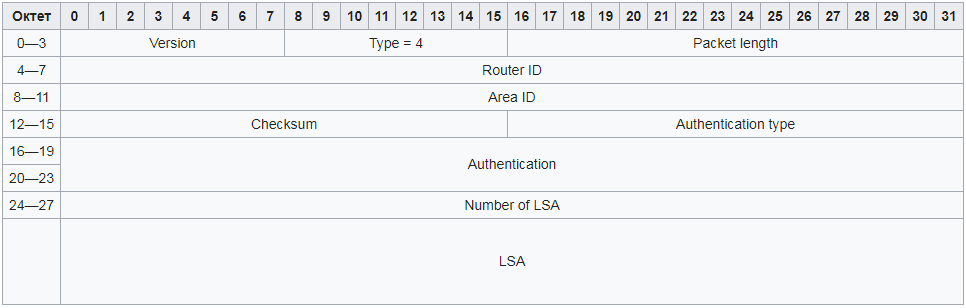 Октет 0 1 2 3 4 5 6 7 8 9 10 11 12 13 14 15 16 17 18 19 20 21 22 23 24 25 26 27 28 29 30 31
0—3 Version Type = 4 Packet length
4—7 Router ID
8—11 Area ID
12—15 Checksum Authentication type
16—19
Authentication
20—23
24—27 Number of LSA
LSA